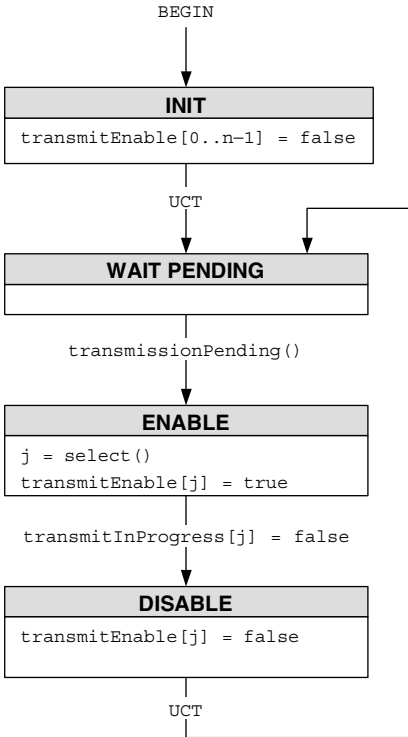 BEGIN
INIT
transmitEnable[0..n−1] = false
UCT
WAIT PENDING
transmissionPending()
ENABLE
j = select()
transmitEnable[j] = true
transmitInProgress[j] = false
DISABLE
transmitEnable[j] = false
UCT